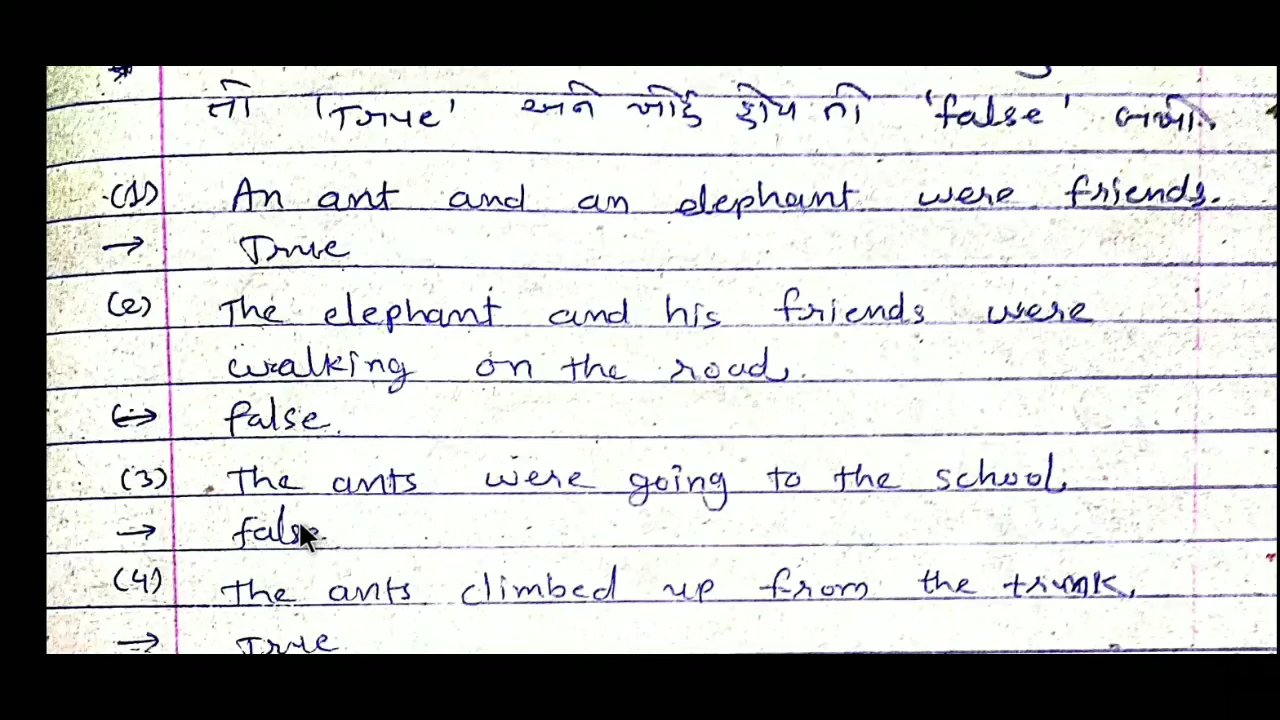 તો 'True' અને ખોટું હોય તો 'false' લખો.
(1) An ant and an elephant were friends.
→ True
(2) The elephant and his friends were
walking on the road.
→ false.
(3) The ants were going to the school.
→ false
(4) The ants climbed up from the trunk.
→ True